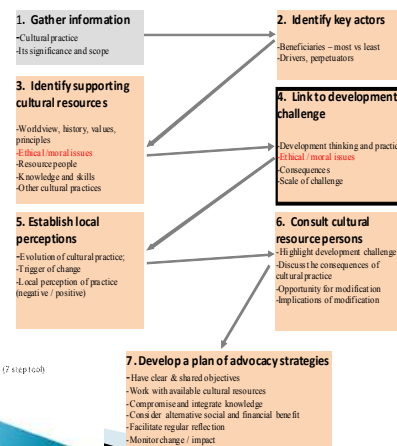 1. Gather information
-Cultural practice
-Its significance and scope
2. Identify key actors
-Beneficiaries – most vs least
-Drivers, perpetuators
3. Identify supporting
cultural resources
-Worldview, history, values,
principles
-Ethical /moral issues
-Resource people
-Knowledge and skills
-Other cultural practices
4. Link to development
challenge
-Development thinking and practic
-Ethical / moral issues
-Consequences
-Scale of challenge
5. Establish local
perceptions
-Evolution of cultural practice;
-Trigger of change
-Local perception of practice
(negative / positive)
6. Consult cultural
resource persons
-Highlight development challenge
-Discuss the consequences of
cultural practice
-Opportunity for modification
-Implications of modification
7. Develop a plan of advocacy strategies
-Have clear & shared objectives
-Work with available cultural resources
-Compromise and integrate knowledge
-Consider alternative social and financial benefit
-Facilitate regular reflection
-Monitor change / impact
(7 step tool)